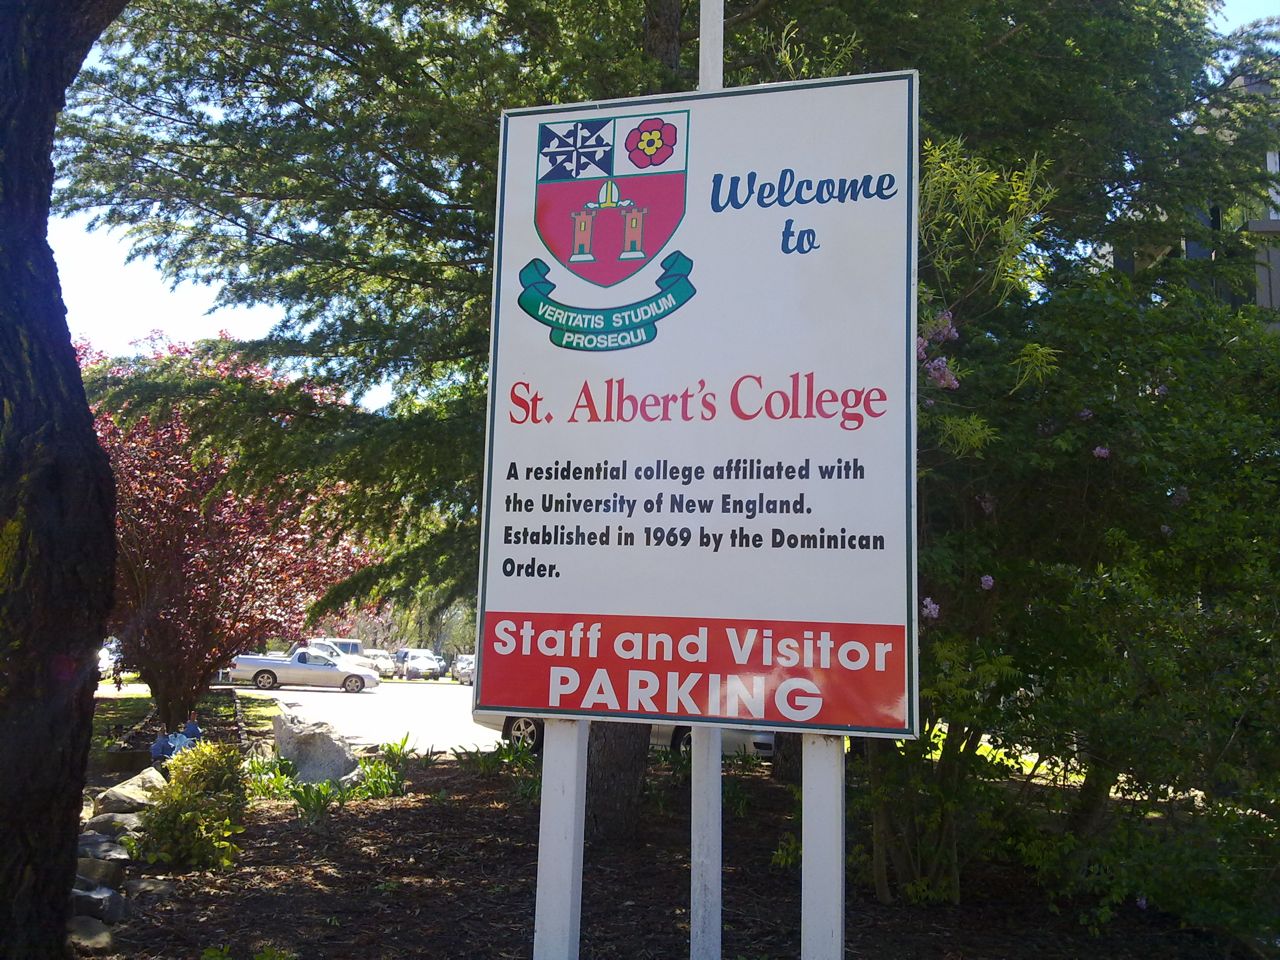 Welcome
to
VERITATIS STUDIUM
PROSEQUI
St. Albert's College
A residential college affiliated with
the University of New England.
Established in 1969 by the Dominican
Order.
Staff and Visitor
PARKING